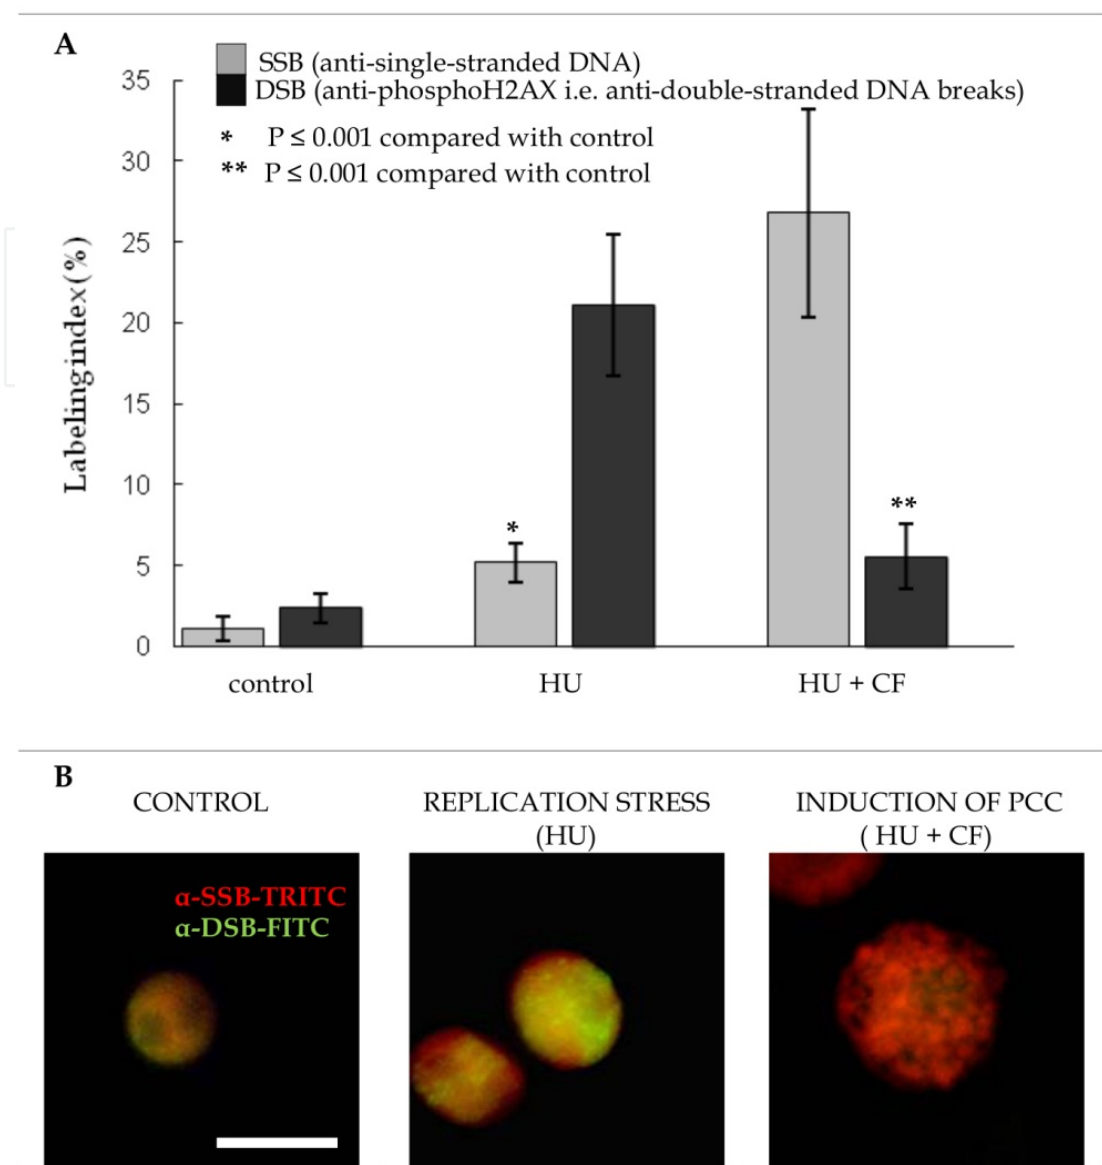 A
SSB (anti-single-stranded DNA)
DSB (anti-phosphoH2AX i.e. anti-double-stranded DNA breaks)
* P ≤ 0.001 compared with control
** P ≤ 0.001 compared with control
Labeling index (%)
35
30
25
20
15
10
5
0
*
**
control HU HU + CF
B
CONTROL
REPLICATION STRESS
(HU)
INDUCTION OF PCC
( HU + CF)
α-SSB-TRITC
α-DSB-FITC